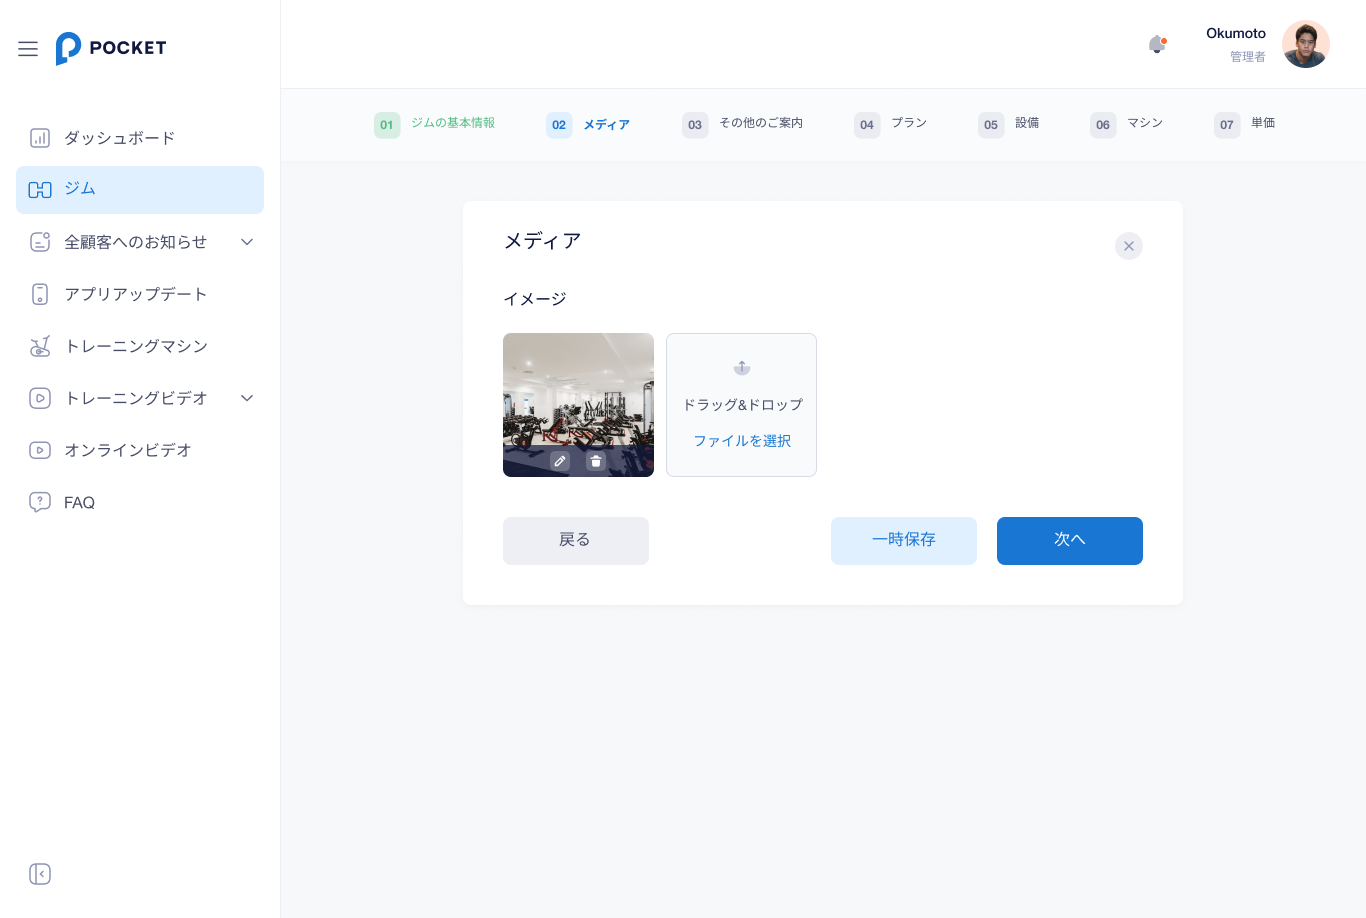 POCKET
Okumoto
管理者
ダッシュボード
ジム
全顧客へのお知らせ
アプリアップデート
トレーニングマシン
トレーニングビデオ
オンラインビデオ
FAQ
01 ジムの基本情報
02 メディア
03 その他のご案内
04 プラン
05 設備
06 マシン
07 単価
メディア
イメージ
ドラッグ&ドロップ
ファイルを選択
戻る
一時保存
次へ